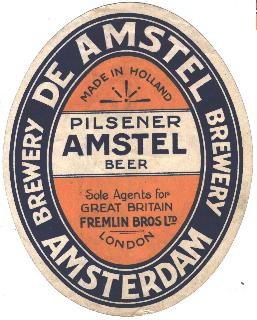 BREWERY DE AMSTEL BREWERY
AMSTERDAM
MADE IN HOLLAND
PILSENER
AMSTEL
BEER
Sole Agents for
GREAT BRITAIN
FREMLIN BROS LTD
LONDON